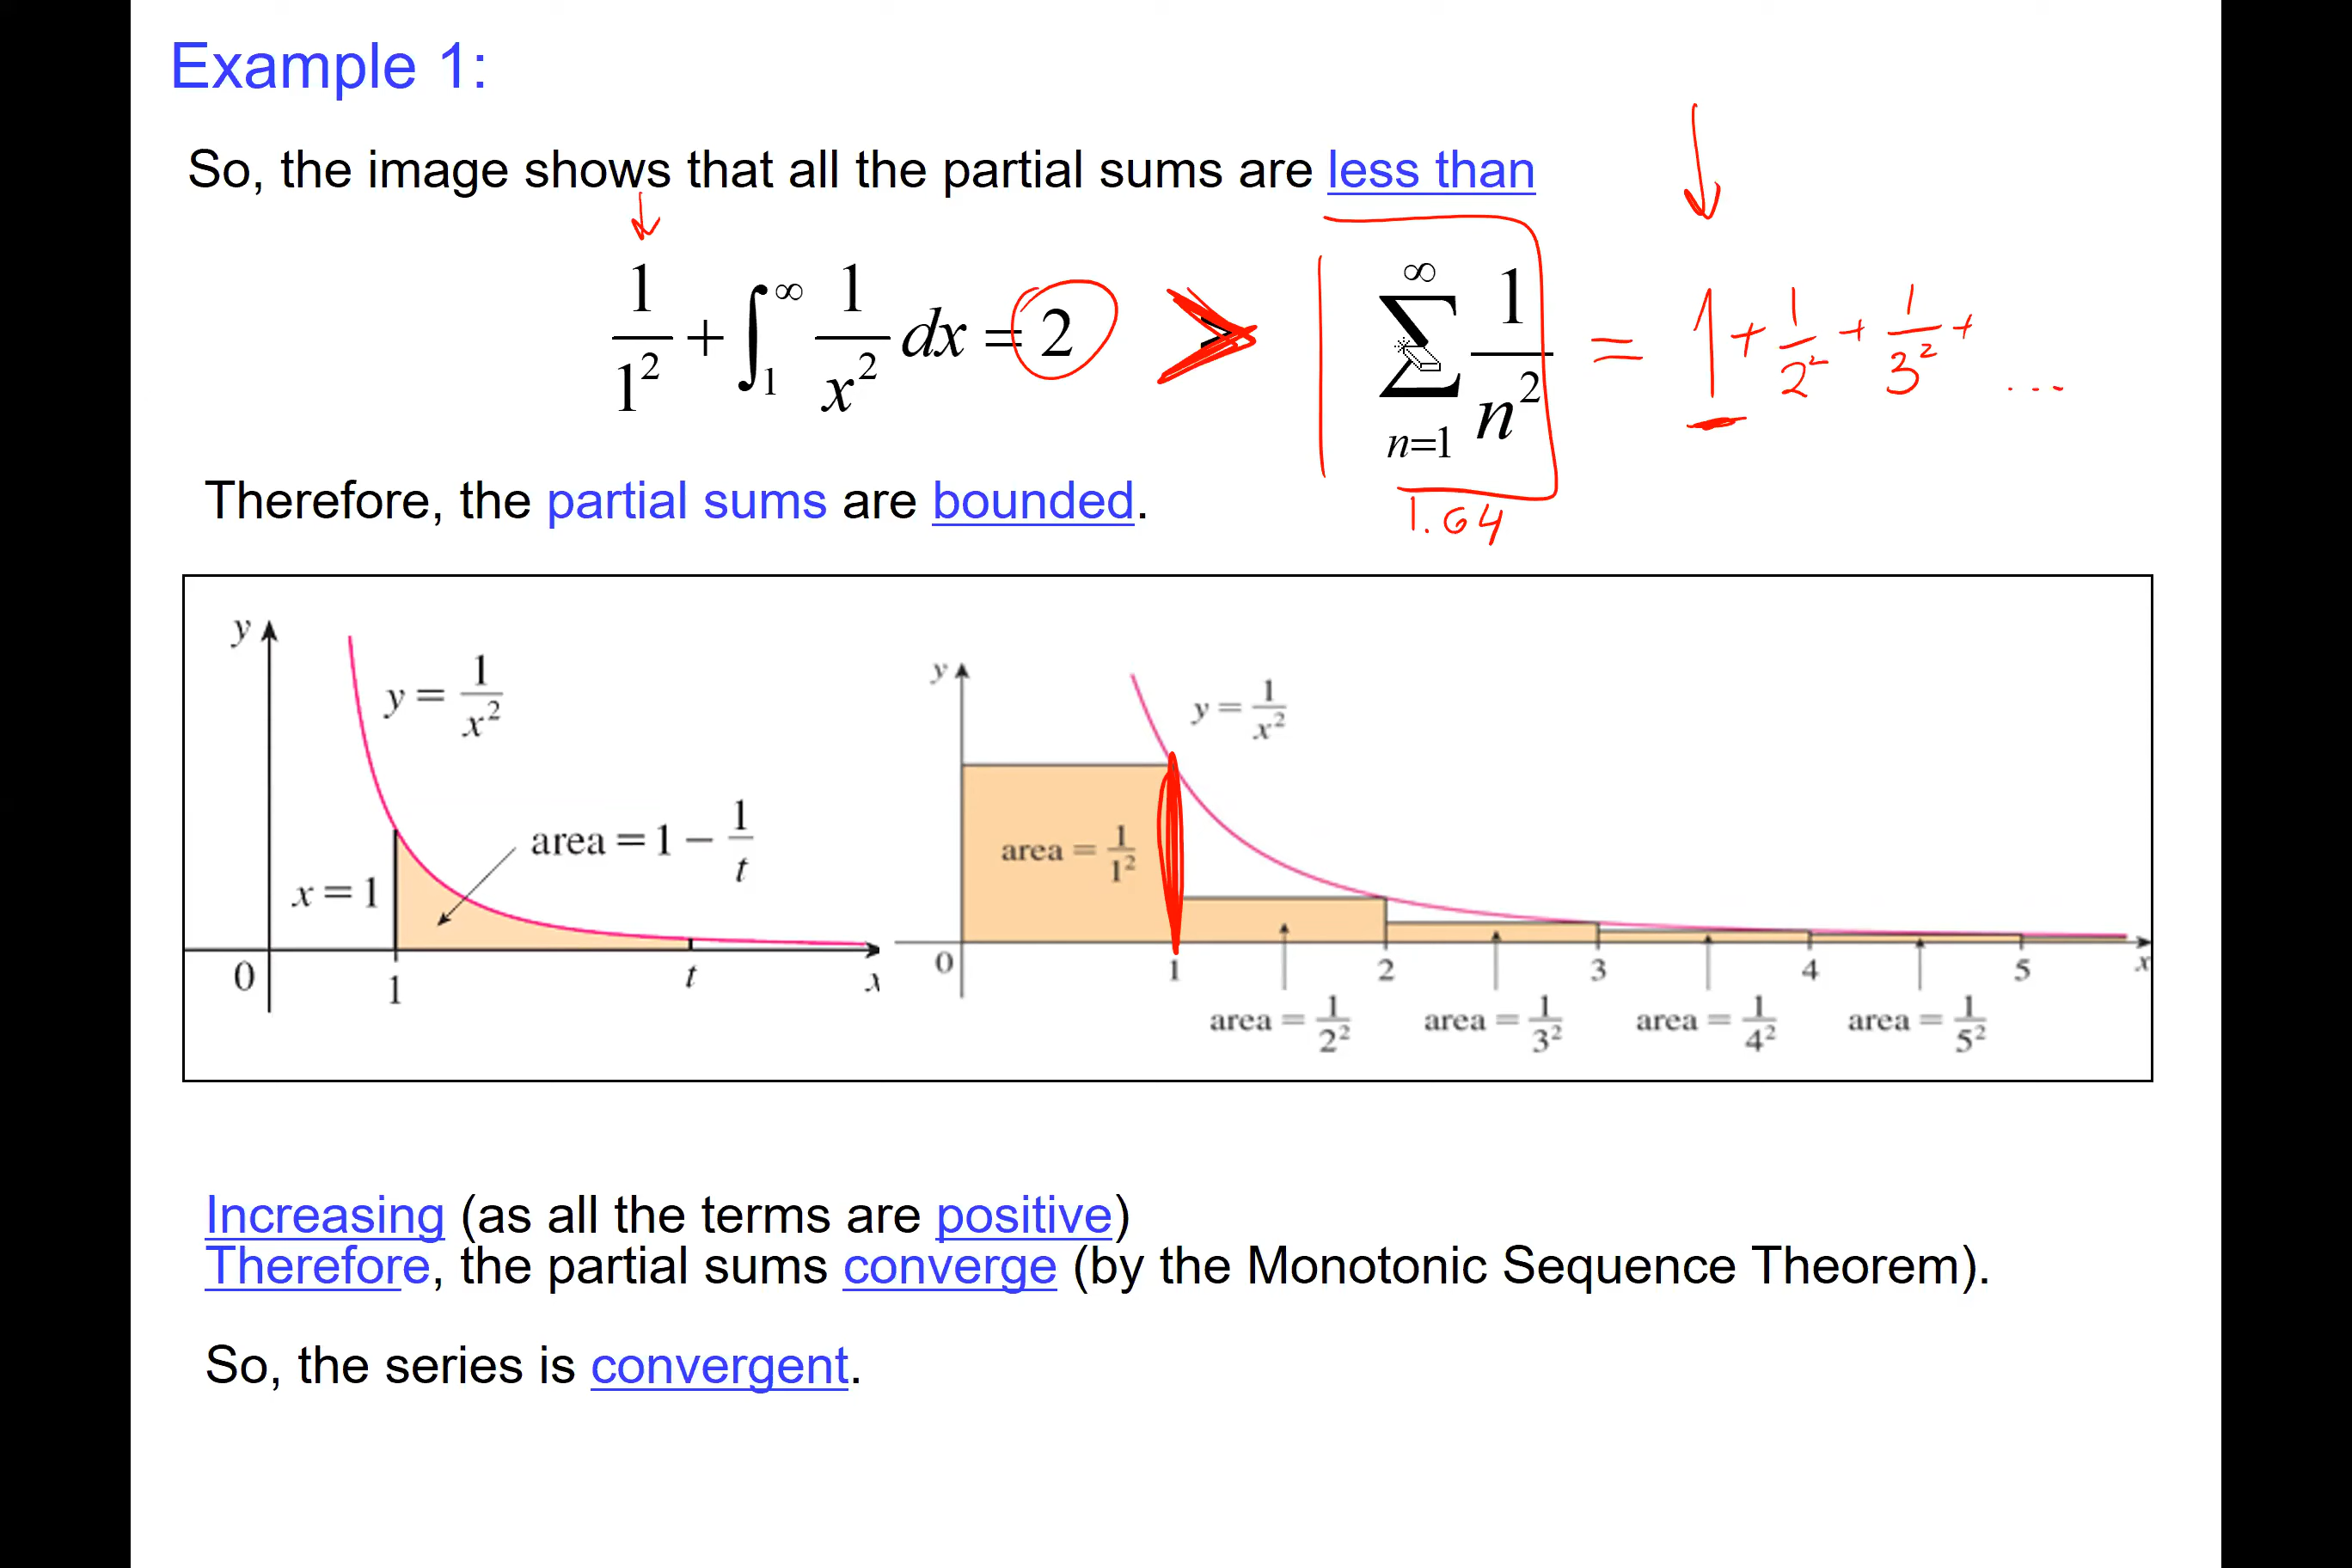 Example 1:
So, the image shows that all the partial sums are less than
1/1² + ∫₁^∞ 1/x² dx = 2 > ∑_{n=1}^∞ 1/n² = 1 + 1/2² + 1/3² + ...
1.64
Therefore, the partial sums are bounded.
y
y = 1/x²
area = 1 − 1/t
x = 1
0 1 t x
y
y = 1/x²
area = 1/1²
0 1 2 3 4 5 x
area = 1/2² area = 1/3² area = 1/4² area = 1/5²
Increasing (as all the terms are positive)
Therefore, the partial sums converge (by the Monotonic Sequence Theorem).
So, the series is convergent.